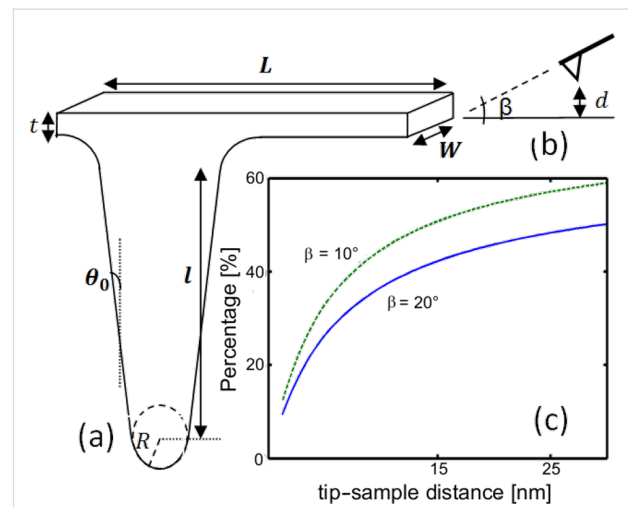 L
t
W
β
d
(b)
θ₀
l
R
(a)
60
40
20
0
Percentage [%]
β = 10°
β = 20°
(c)
15 25
tip-sample distance [nm]